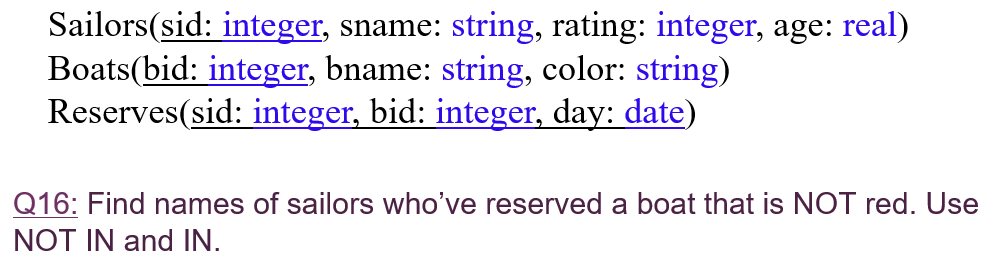 Sailors(sid: integer, sname: string, rating: integer, age: real)
Boats(bid: integer, bname: string, color: string)
Reserves(sid: integer, bid: integer, day: date)
Q16: Find names of sailors who’ve reserved a boat that is NOT red. Use
NOT IN and IN.